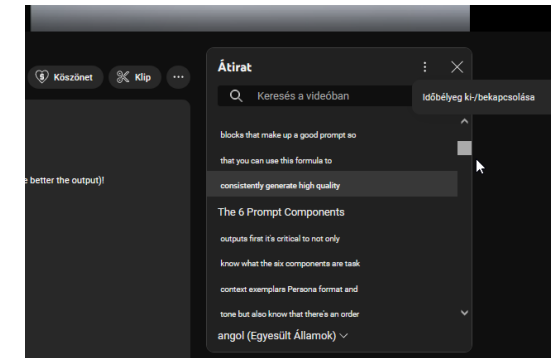 Köszönet
Klip
better the output)!
Átirat
Keresés a videóban
Időbélyeg ki-/bekapcsolása
blocks that make up a good prompt so
that you can use this formula to
consistently generate high quality
The 6 Prompt Components
outputs first it's critical to not only
know what the six components are task
context exemplars Persona format and
tone but also know that there's an order
angol (Egyesült Államok)